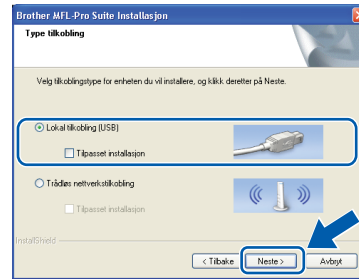 Brother MFL-Pro Suite Installasjon
Type tilkobling
Velg tilkoblingstype for enheten du vil installere, og klikk deretter på Neste.
Lokal tilkobling (USB)
Tilpasset installasjon
Trådløs nettverkstilkobling
Tilpasset installasjon
InstallShield
< Tilbake
Neste >
Avbryt